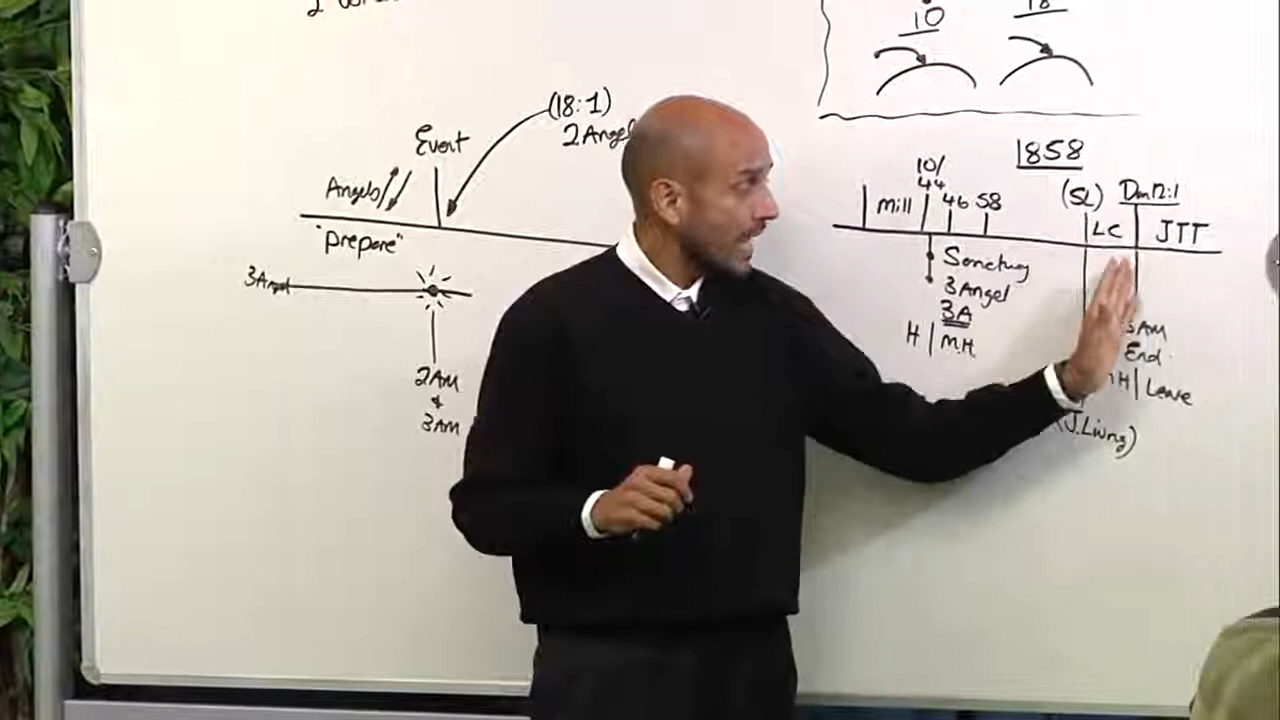 10
18
(18:1)
2 Angel
Event
Angels
"prepare"
3 Angel
2AM
&
3AM
1858
10/
44
mill
46
58
(SL)
Dan 12:1
LC
JTT
Sanctuary
3 Angel
3A
H | M.H
3AM
End
H | Leave
(J.Living)